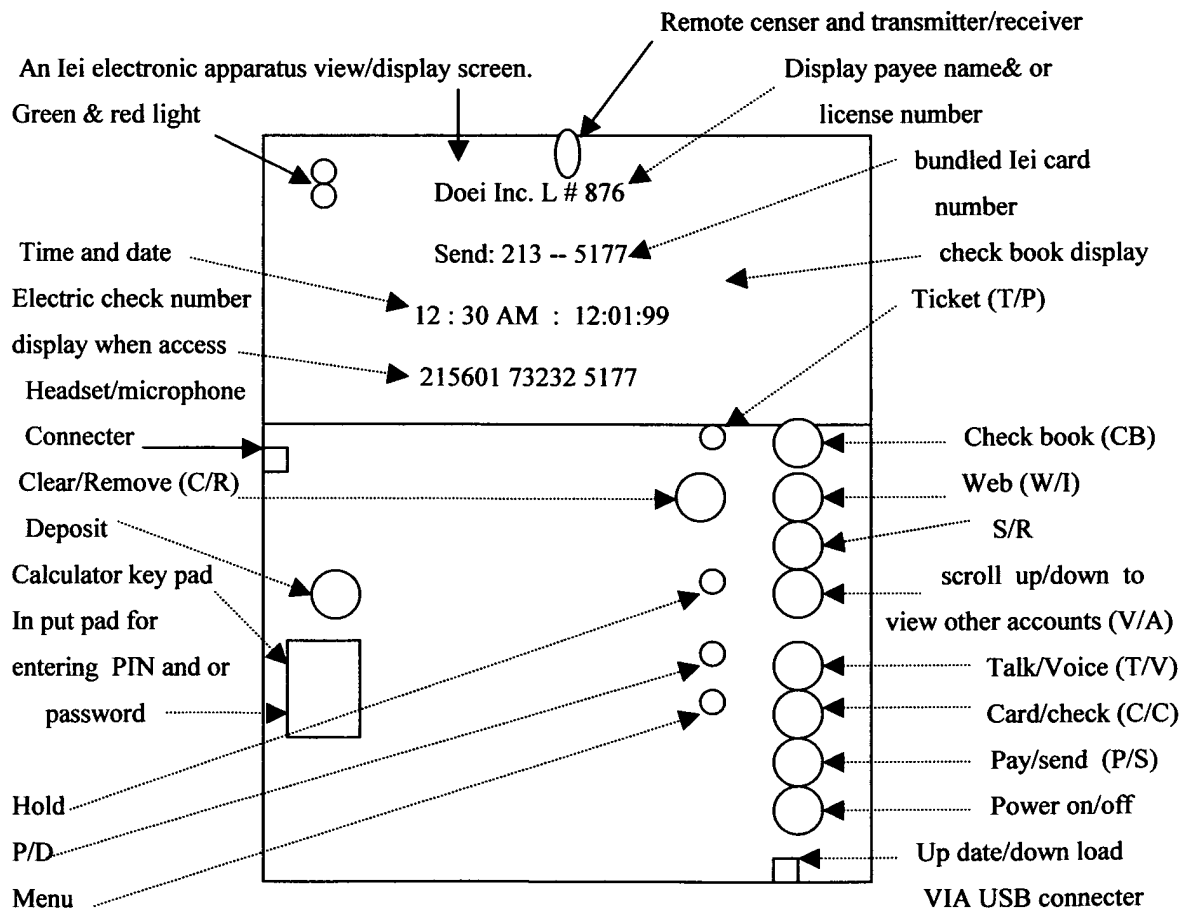 Remote censer and transmitter/receiver
An Iei electronic apparatus view/display screen.
Display payee name& or
license number
Green & red light
bundled Iei card
number
Doei Inc. L # 876
Send: 213 -- 5177
Time and date
check book display
Electric check number
display when access
12 : 30 AM : 12:01:99
Ticket (T/P)
215601 73232 5177
Headset/microphone
Connecter
Check book (CB)
Clear/Remove (C/R)
Web (W/I)
Deposit
S/R
Calculator key pad
scroll up/down to
view other accounts (V/A)
In put pad for
entering PIN and or
password
Talk/Voice (T/V)
Card/check (C/C)
Pay/send (P/S)
Hold
Power on/off
P/D
Up date/down load
VIA USB connecter
Menu